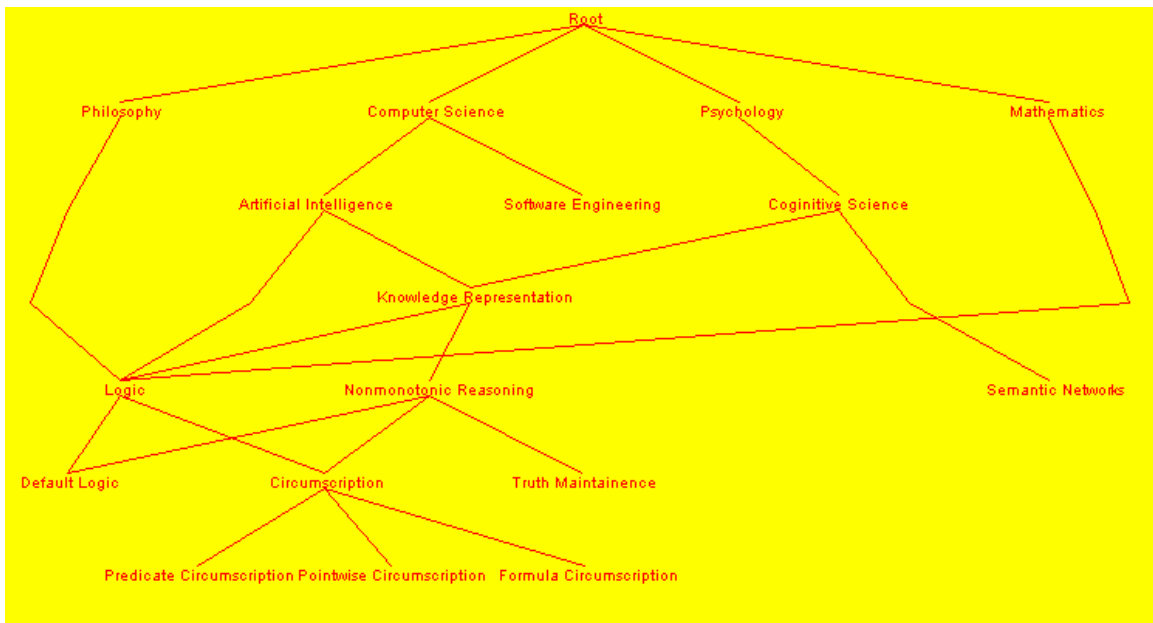 Root
Philosophy
Computer Science
Psychology
Mathematics
Artificial Intelligence
Software Engineering
Coginitive Science
Knowledge Representation
Logic
Nonmonotonic Reasoning
Semantic Networks
Default Logic
Circumscription
Truth Maintainence
Predicate Circumscription
Pointwise Circumscription
Formula Circumscription